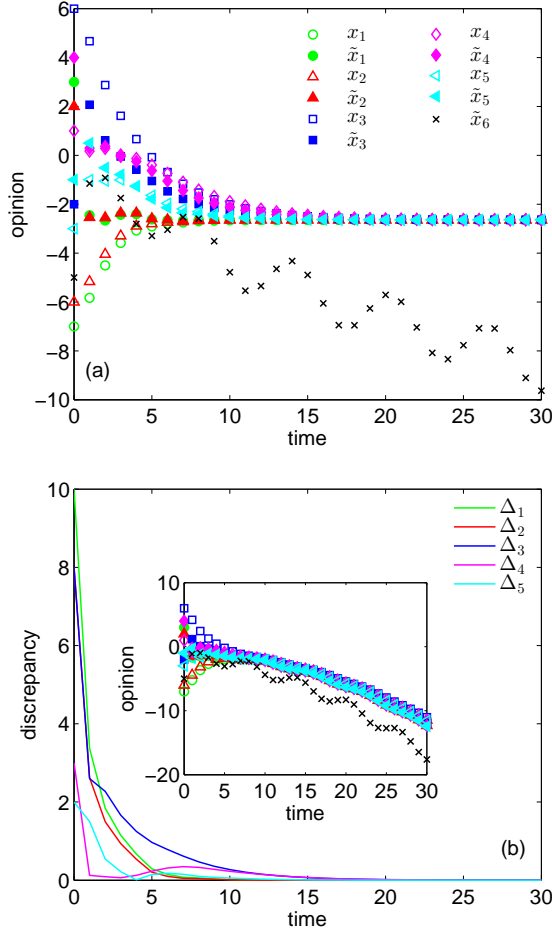 6
4
2
0
−2
−4
−6
−8
−10
opinion
x₁
x̃₁
x₂
x̃₂
x₃
x̃₃
x₄
x̃₄
x₅
x̃₅
x̃₆
(a)
0 5 10 15 20 25 30
time
10
8
6
4
2
0
discrepancy
Δ₁
Δ₂
Δ₃
Δ₄
Δ₅
10
0
−10
−20
opinion
0 5 10 15 20 25 30
time
(b)
0 5 10 15 20 25 30
time